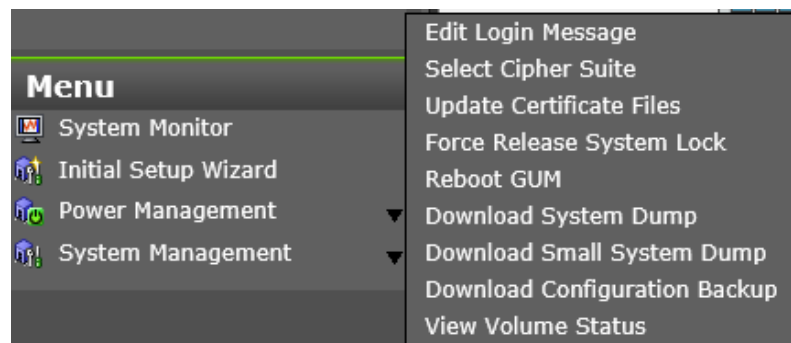 Menu
System Monitor
Initial Setup Wizard
Power Management
System Management
Edit Login Message
Select Cipher Suite
Update Certificate Files
Force Release System Lock
Reboot GUM
Download System Dump
Download Small System Dump
Download Configuration Backup
View Volume Status